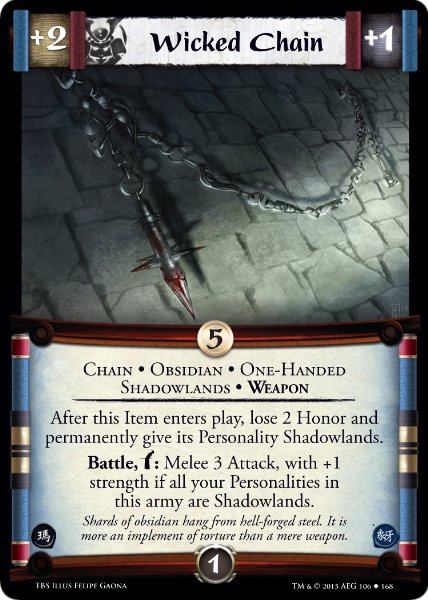 +2
Wicked Chain
+1
5
Chain • Obsidian • One-Handed
Shadowlands • Weapon
After this Item enters play, lose 2 Honor and
permanently give its Personality Shadowlands.
Battle, : Melee 3 Attack, with +1
strength if all your Personalities in
this army are Shadowlands.
Shards of obsidian hang from hell-forged steel. It is
more an implement of torture than a mere weapon.
1
TBS Illus Felipe Gaona
TM & © 2015 AEG 106 ◆ 168